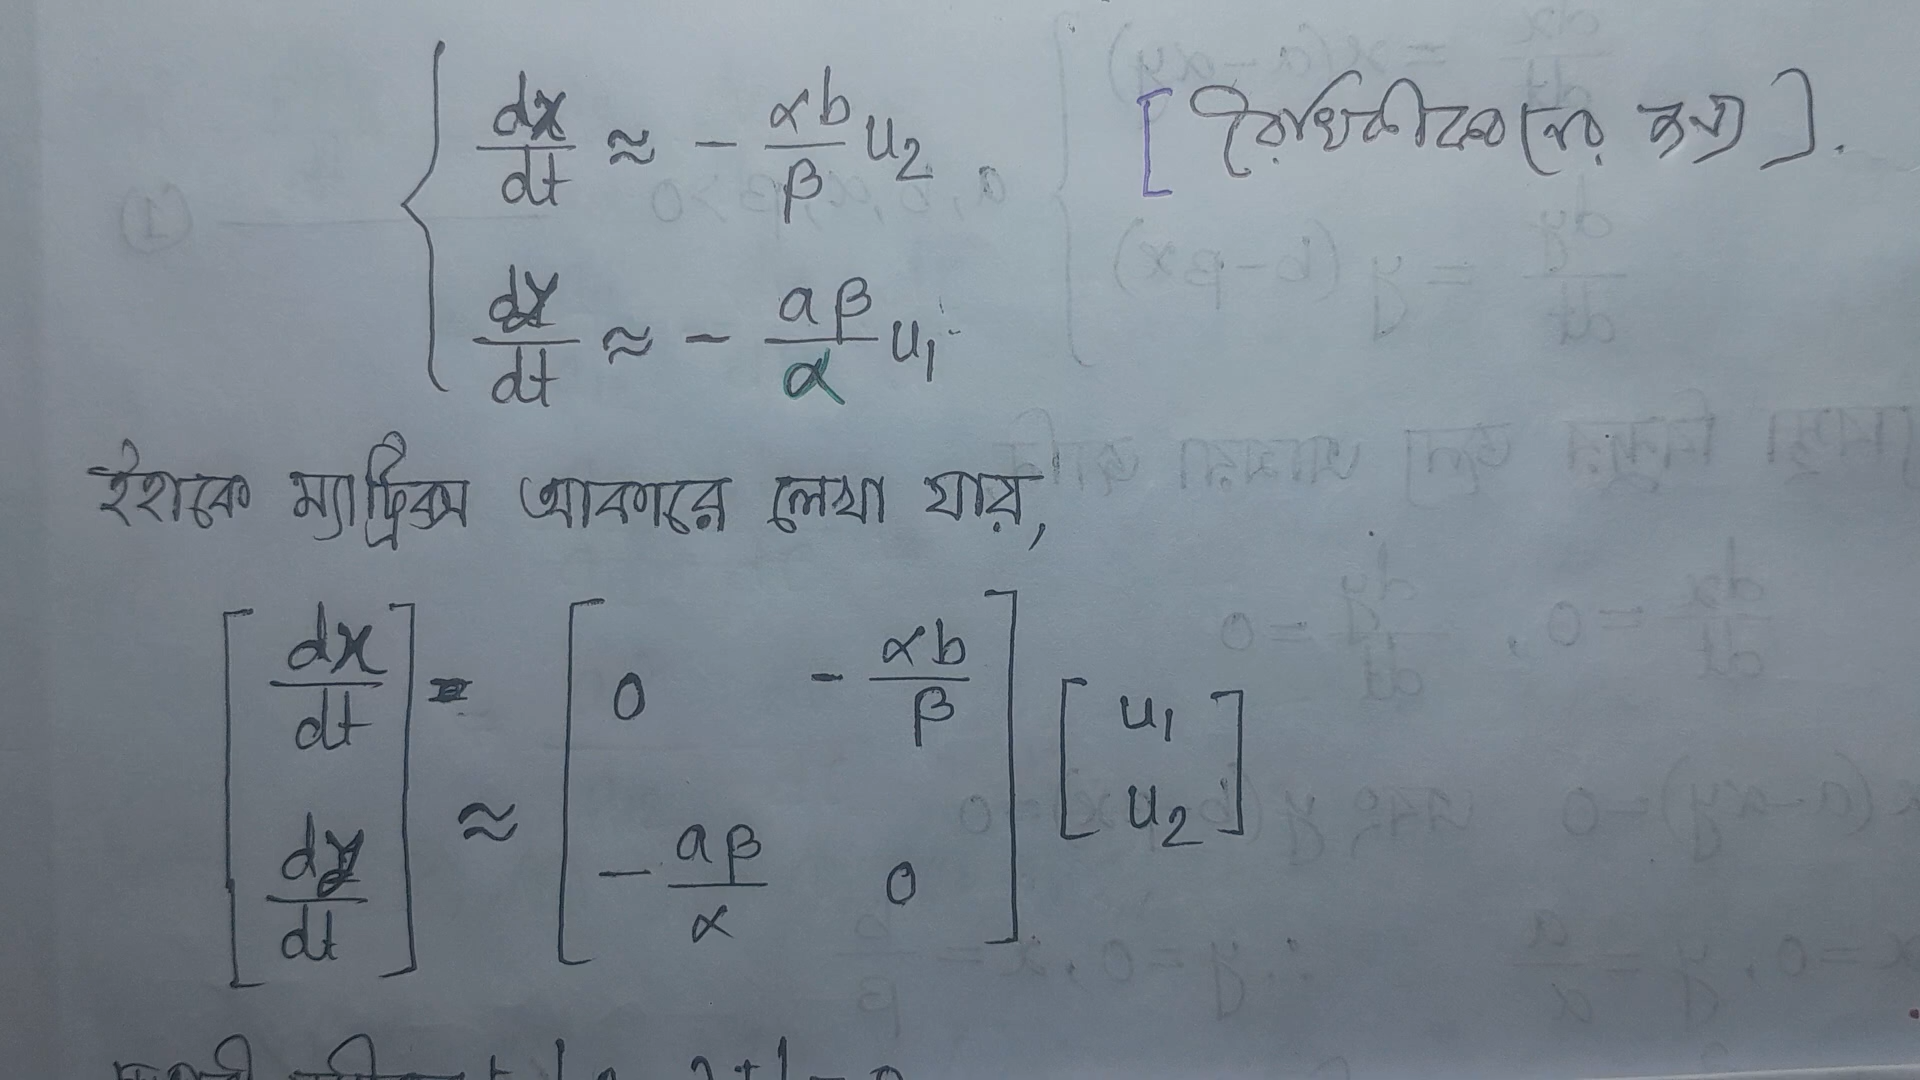 dx/dt ≈ - αb/β u₂ [রৈখিকীকরণের জন্য].
dy/dt ≈ - aβ/α u₁
ইহাকে ম্যাট্রিক্স আকারে লেখা যায়,
[dx/dt dy/dt] ≈ [0 - αb/β - aβ/α 0] [u₁ u₂]